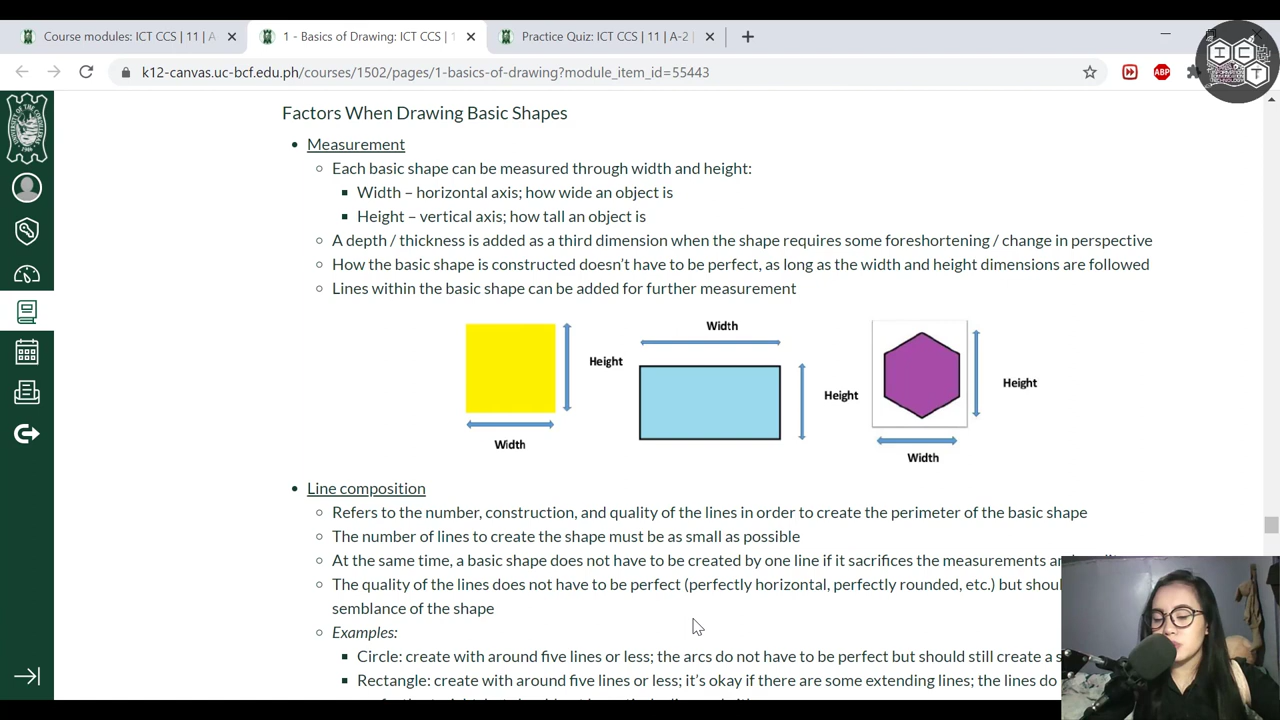 Course modules: ICT CCS | 11 | A
1 - Basics of Drawing: ICT CCS | 1
Practice Quiz: ICT CCS | 11 | A-2 |
k12-canvas.uc-bcf.edu.ph/courses/1502/pages/1-basics-of-drawing?module_item_id=55443
ABP
ICT
Factors When Drawing Basic Shapes
Measurement
Each basic shape can be measured through width and height:
Width – horizontal axis; how wide an object is
Height – vertical axis; how tall an object is
A depth / thickness is added as a third dimension when the shape requires some foreshortening / change in perspective
How the basic shape is constructed doesn't have to be perfect, as long as the width and height dimensions are followed
Lines within the basic shape can be added for further measurement
Height
Width
Width
Height
Height
Width
Line composition
Refers to the number, construction, and quality of the lines in order to create the perimeter of the basic shape
The number of lines to create the shape must be as small as possible
At the same time, a basic shape does not have to be created by one line if it sacrifices the measurements
The quality of the lines does not have to be perfect (perfectly horizontal, perfectly rounded, etc.) but shoul
semblance of the shape
Examples:
Circle: create with around five lines or less; the arcs do not have to be perfect but should still create a s
Rectangle: create with around five lines or less; it's okay if there are some extending lines; the lines do